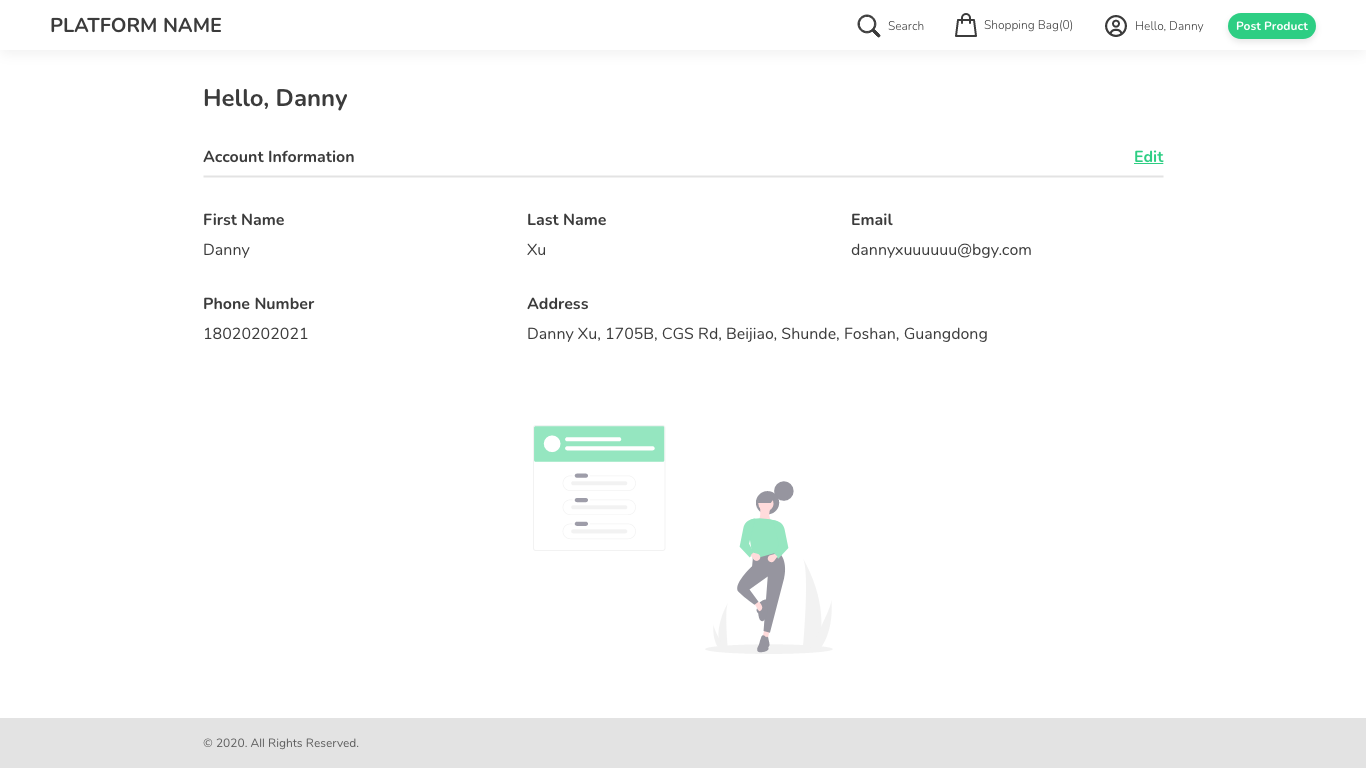 PLATFORM NAME
Search
Shopping Bag(0)
Hello, Danny
Post Product
Hello, Danny
Account Information
Edit
First Name
Last Name
Email
Danny
Xu
dannyxuuuuuu@bgy.com
Phone Number
Address
18020202021
Danny Xu, 1705B, CGS Rd, Beijiao, Shunde, Foshan, Guangdong
© 2020. All Rights Reserved.